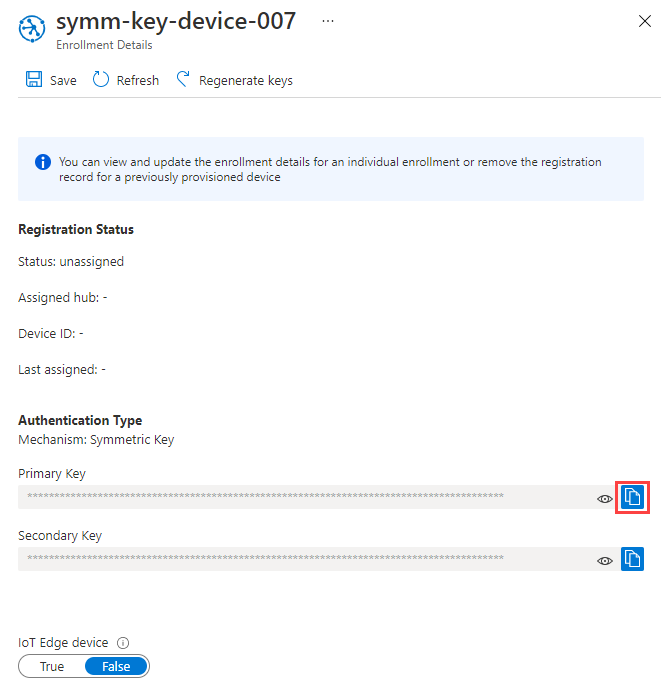 symm-key-device-007 ...
Enrollment Details
Save Refresh Regenerate keys
You can view and update the enrollment details for an individual enrollment or remove the registration
record for a previously provisioned device
Registration Status
Status: unassigned
Assigned hub: -
Device ID: -
Last assigned: -
Authentication Type
Mechanism: Symmetric Key
Primary Key
****************************************************************************************
Secondary Key
****************************************************************************************
IoT Edge device
True False